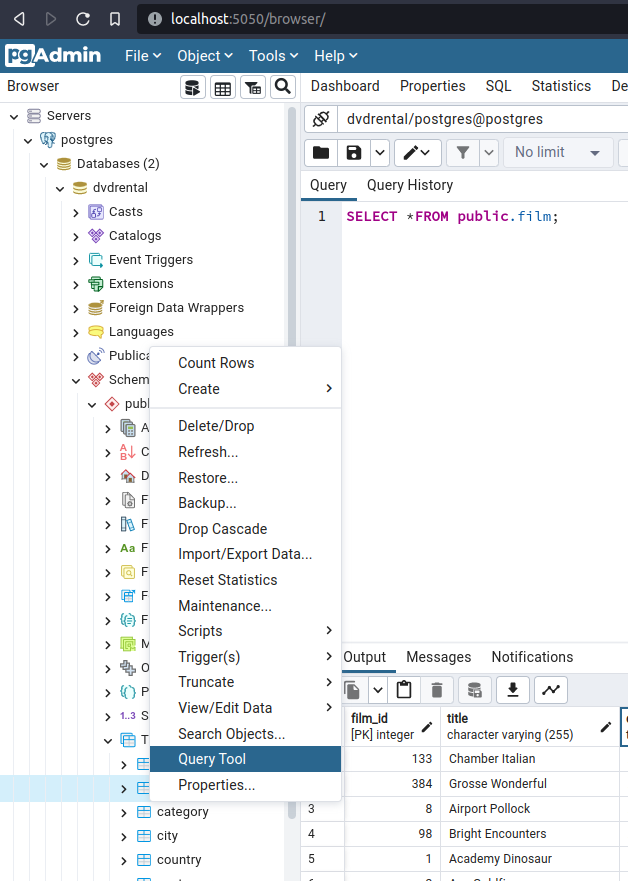 localhost:5050/browser/
pgAdmin File Object Tools Help
Browser
Dashboard Properties SQL Statistics De
Servers
postgres
Databases (2)
dvdrental
Casts
Catalogs
Event Triggers
Extensions
Foreign Data Wrappers
Languages
Publica
Schem
publ
A
C
D
F
F
Aa F
F
F
F
M
O
P
1..3 S
T
category
city
country
Count Rows
Create
Delete/Drop
Refresh...
Restore...
Backup...
Drop Cascade
Import/Export Data...
Reset Statistics
Maintenance...
Scripts
Trigger(s)
Truncate
View/Edit Data
Search Objects...
Query Tool
Properties...
dvdrental/postgres@postgres
No limit
Query Query History
1 SELECT *FROM public.film;
Output Messages Notifications
film_id title
[PK] integer character varying (255)
133 Chamber Italian
384 Grosse Wonderful
3 8 Airport Pollock
4 98 Bright Encounters
5 1 Academy Dinosaur